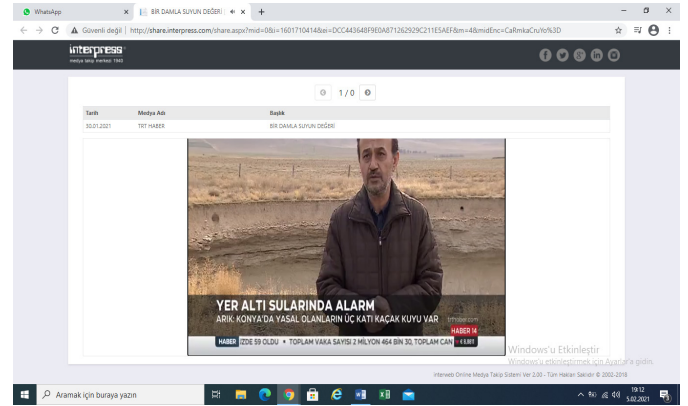 WhatsApp
BİR DAMLA SUYUN DEĞERİ
Güvenli değil
http://share.interpress.com/share.aspx?mid=0&i=1601710414&ei=DCC443648F9E0A871262929C211E5AEF&tm=4&midEnc=CaRmkaCruYo%3D
interpress
medya takip merkezi 1940
1 / 0
Tarih Medya Adı Başlık
30.01.2021 TRT HABER BİR DAMLA SUYUN DEĞERİ
YER ALTI SULARINDA ALARM
ARIK: KONYA'DA YASAL OLANLARIN ÜÇ KATI KAÇAK KUYU VAR
trthaber.com
HABER 14
HABER İZDE 59 OLDU • TOPLAM VAKA SAYISI 2 MİLYON 464 BİN 30, TOPLAM CAN
Windows'u Etkinleştir
Windows'u etkinleştirmek için Ayarlar'a gidin.
Interweb Online Medya Takip Sistemi Ver 2.00 - Tüm Hakları Saklıdır © 2002-2018
Aramak için buraya yazın
19:12
5.02.2021